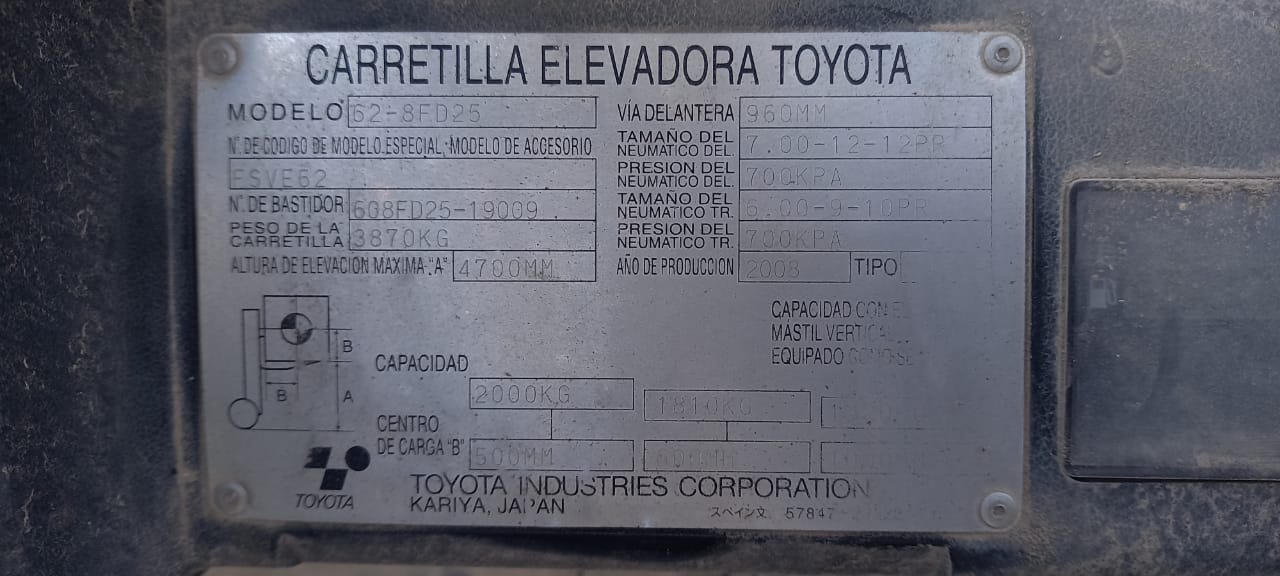 CARRETILLA ELEVADORA TOYOTA
MODELO 62-8FD25
N.° DE CODIGO DE MODELO ESPECIAL; MODELO DE ACCESORIO
FSVE62
N.° DE BASTIDOR 608FD25-19009
PESO DE LA CARRETILLA 3870KG
ALTURA DE ELEVACION MAXIMA "A" 4700MM
VÍA DELANTERA 960MM
TAMAÑO DEL NEUMATICO DEL. 7.00-12-12PR
PRESION DEL NEUMATICO DEL. 700KPA
TAMAÑO DEL NEUMATICO TR. 6.00-9-10PR
PRESION DEL NEUMATICO TR. 700KPA
AÑO DE PRODUCCION 2008 TIPO
CAPACIDAD CON EL
MASTIL VERTICAL
EQUIPADO COMO SE
B
B
A
CAPACIDAD 2000KG 1810KG
CENTRO DE CARGA "B" 500MM 600MM
TOYOTA
TOYOTA INDUSTRIES CORPORATION
KARIYA, JAPAN
スペイン文 57847